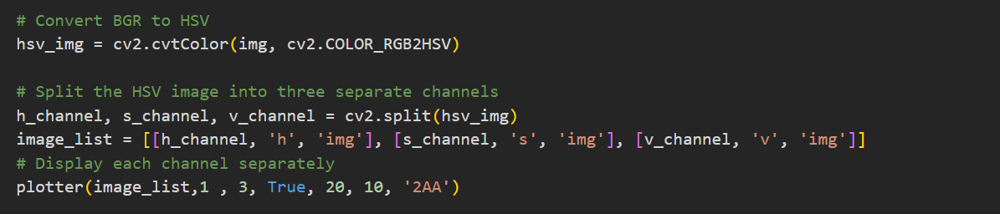 # Convert BGR to HSV
hsv_img = cv2.cvtColor(img, cv2.COLOR_RGB2HSV)
# Split the HSV image into three separate channels
h_channel, s_channel, v_channel = cv2.split(hsv_img)
image_list = [[h_channel, 'h', 'img'], [s_channel, 's', 'img'], [v_channel, 'v', 'img']]
# Display each channel separately
plotter(image_list,1 , 3, True, 20, 10, '2AA')